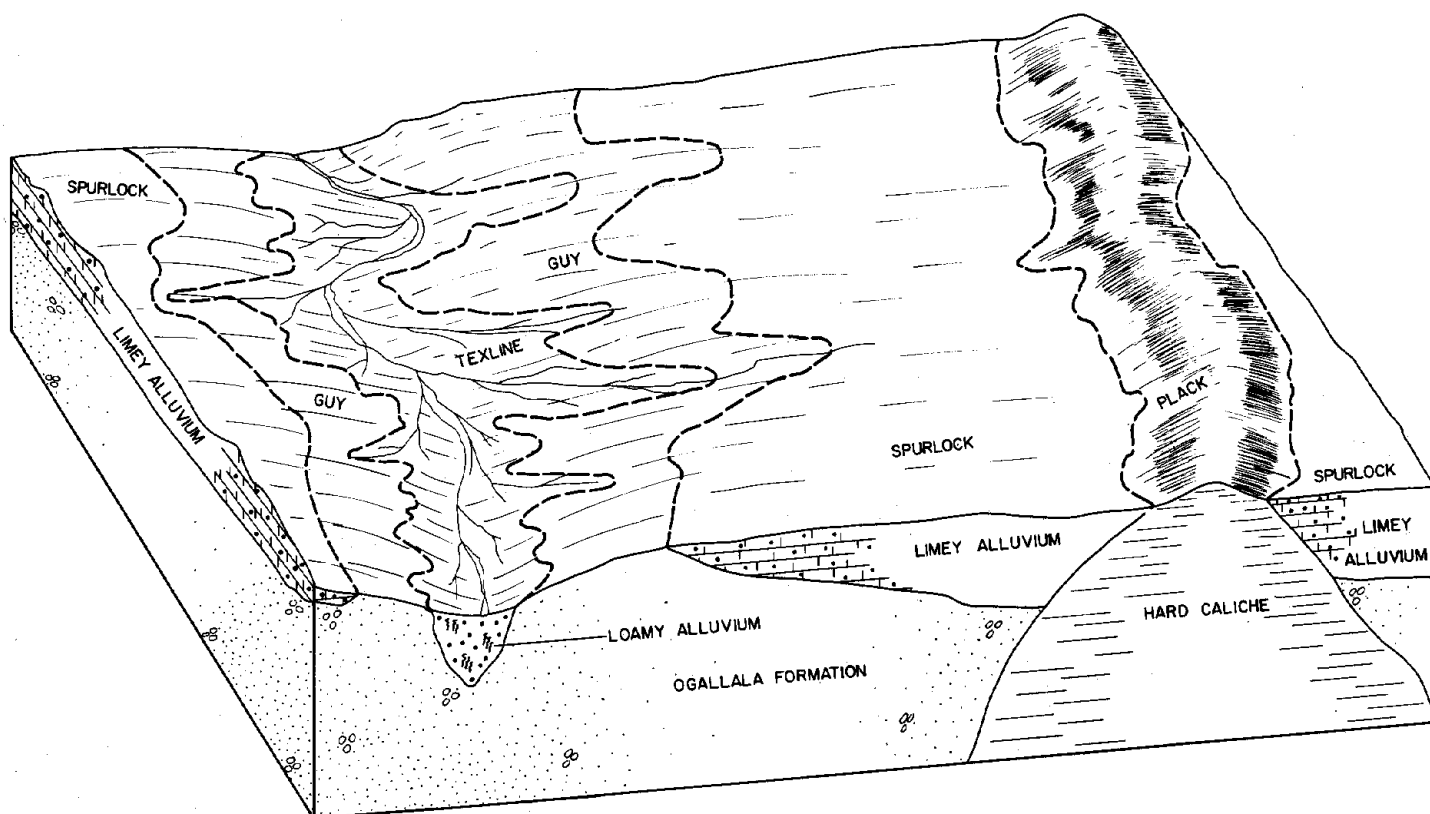 SPURLOCK
GUY
LIMEY ALLUVIUM
TEXLINE
GUY
PLACK
SPURLOCK
SPURLOCK
LIMEY ALLUVIUM
LIMEY
ALLUVIUM
HARD CALICHE
LOAMY ALLUVIUM
OGALLALA FORMATION